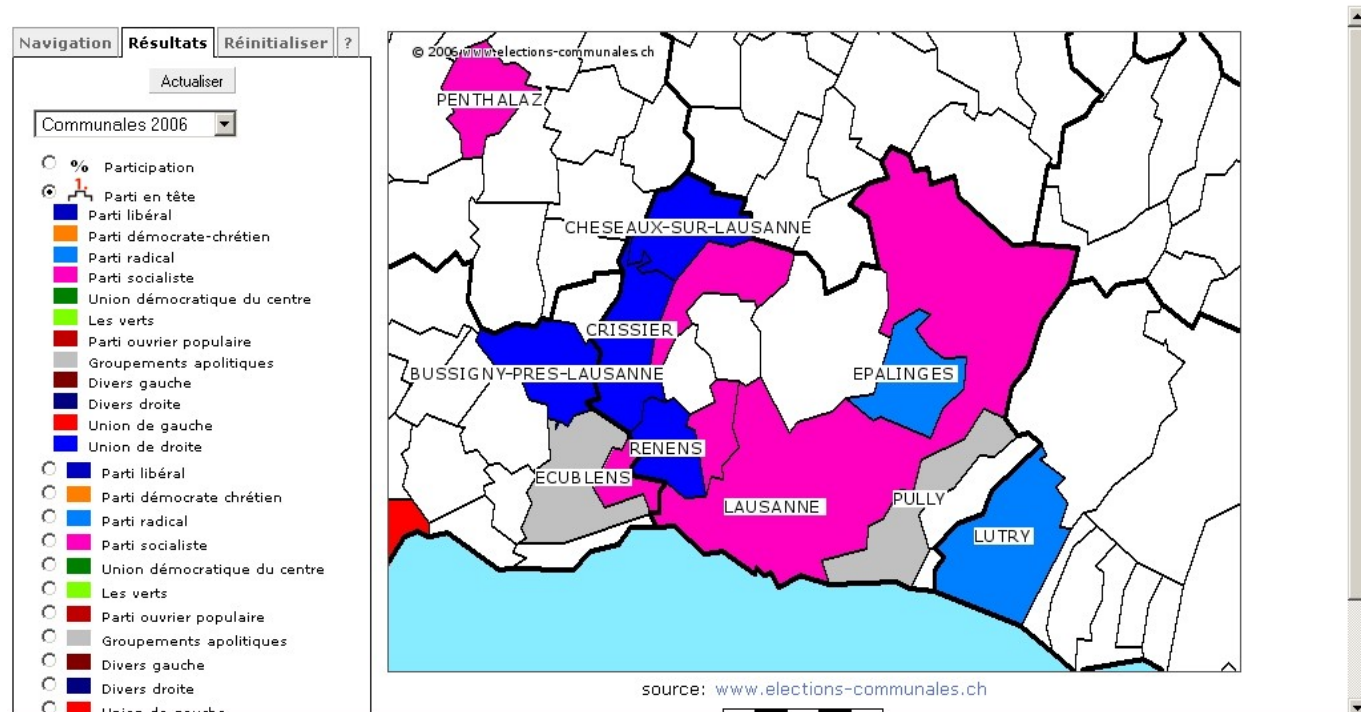 Navigation Résultats Réinitialiser ?
Actualiser
Communales 2006
% Participation
1. Parti en tête
Parti libéral
Parti démocrate-chrétien
Parti radical
Parti socialiste
Union démocratique du centre
Les verts
Parti ouvrier populaire
Groupements apolitiques
Divers gauche
Divers droite
Union de gauche
Union de droite
Parti libéral
Parti démocrate chrétien
Parti radical
Parti socialiste
Union démocratique du centre
Les verts
Parti ouvrier populaire
Groupements apolitiques
Divers gauche
Divers droite
Union de gauche
© 2006 www.elections-communales.ch
PENTHALAZ
CHESEAUX-SUR-LAUSANNE
CRISSIER
BUSSIGNY-PRES-LAUSANNE
EPALINGES
RENENS
ECUBLENS
LAUSANNE
PULLY
LUTRY
source: www.elections-communales.ch